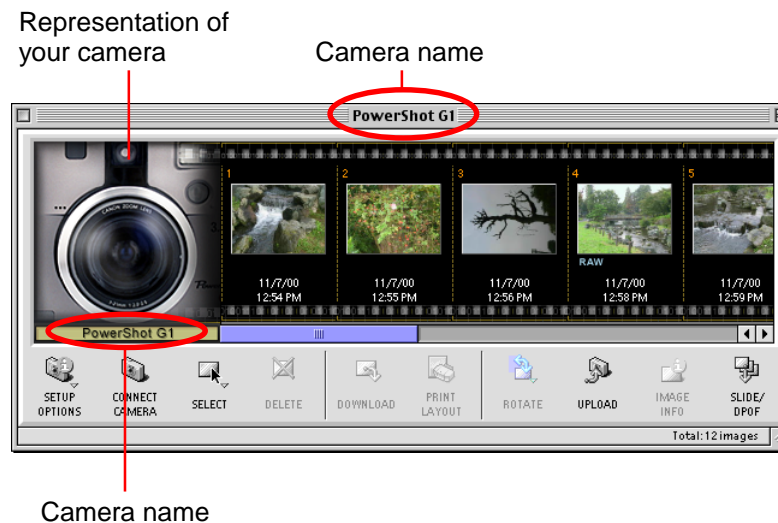 Representation of
your camera
Camera name
PowerShot G1
1
2
3
4
5
CANON ZOOM LENS
RAW
11/7/00
12:54 PM
11/7/00
12:55 PM
11/7/00
12:56 PM
11/7/00
12:58 PM
11/7/00
12:59 PM
PowerShot G1
SETUP
OPTIONS
CONNECT
CAMERA
SELECT
DELETE
DOWNLOAD
PRINT
LAYOUT
ROTATE
UPLOAD
IMAGE
INFO
SLIDE/
DPOF
Total:12 images
Camera name